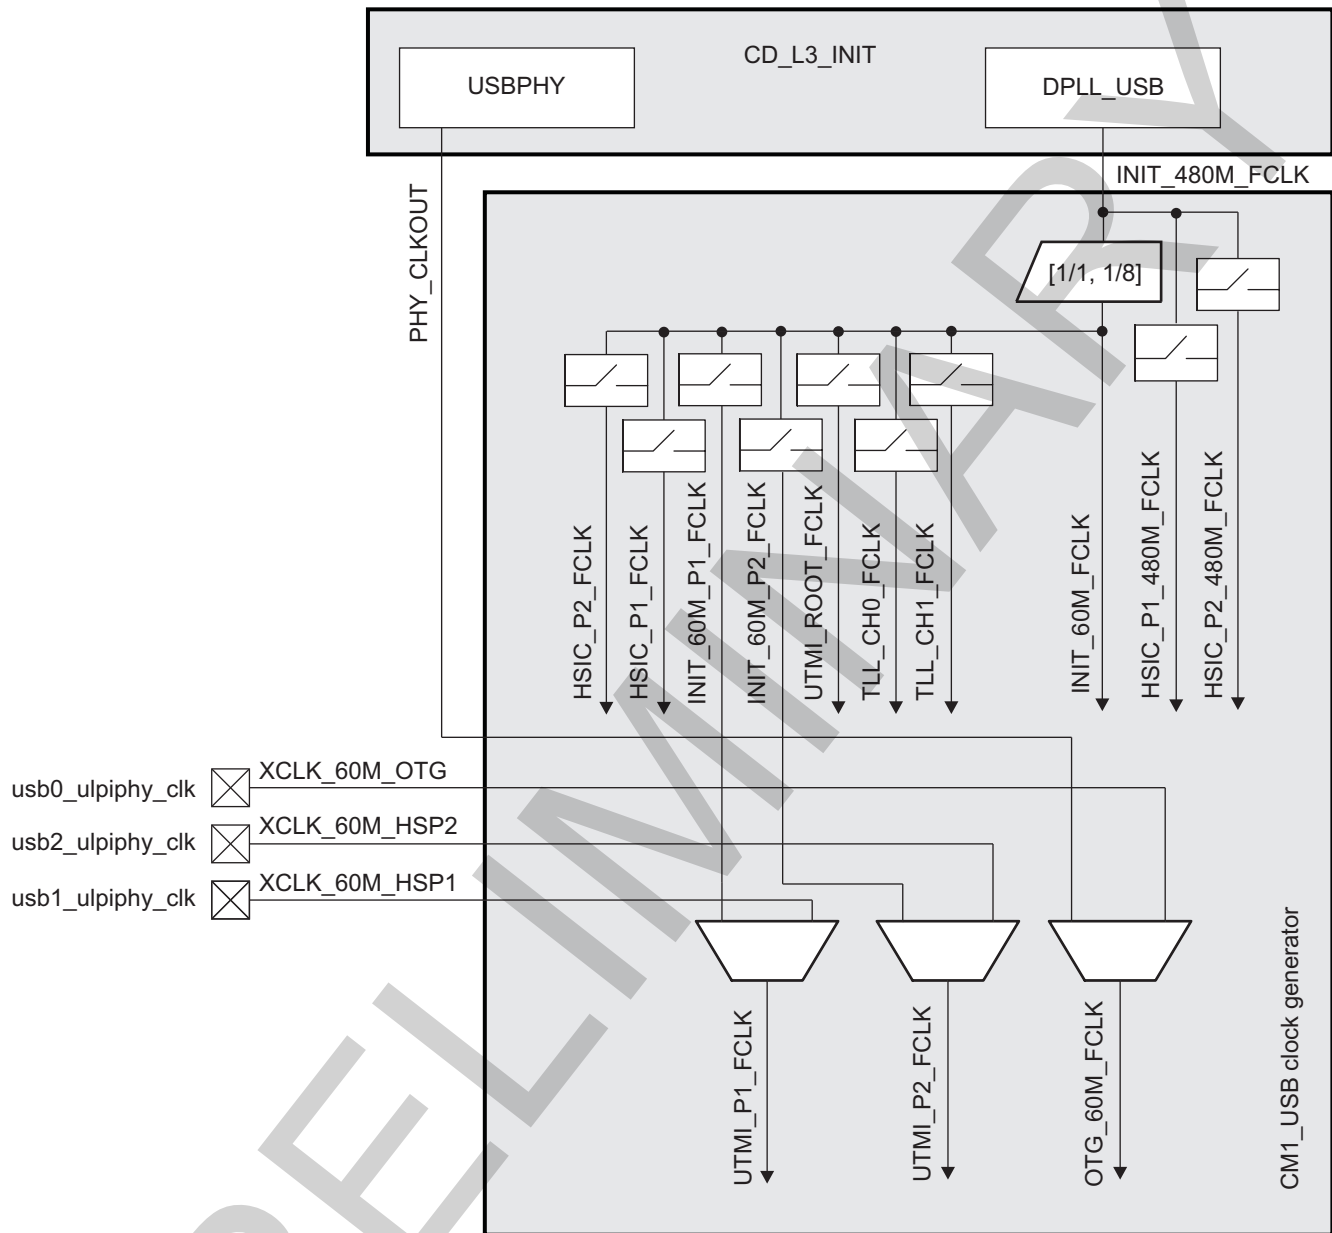 CD_L3_INIT
USBPHY
DPLL_USB
INIT_480M_FCLK
PHY_CLKOUT
[1/1, 1/8]
HSIC_P2_FCLK
HSIC_P1_FCLK
INIT_60M_P1_FCLK
INIT_60M_P2_FCLK
UTMI_ROOT_FCLK
TLL_CH0_FCLK
TLL_CH1_FCLK
INIT_60M_FCLK
HSIC_P1_480M_FCLK
HSIC_P2_480M_FCLK
usb0_ulpiphy_clk
XCLK_60M_OTG
usb2_ulpiphy_clk
XCLK_60M_HSP2
usb1_ulpiphy_clk
XCLK_60M_HSP1
UTMI_P1_FCLK
UTMI_P2_FCLK
OTG_60M_FCLK
CM1_USB clock generator
PRELIMINARY